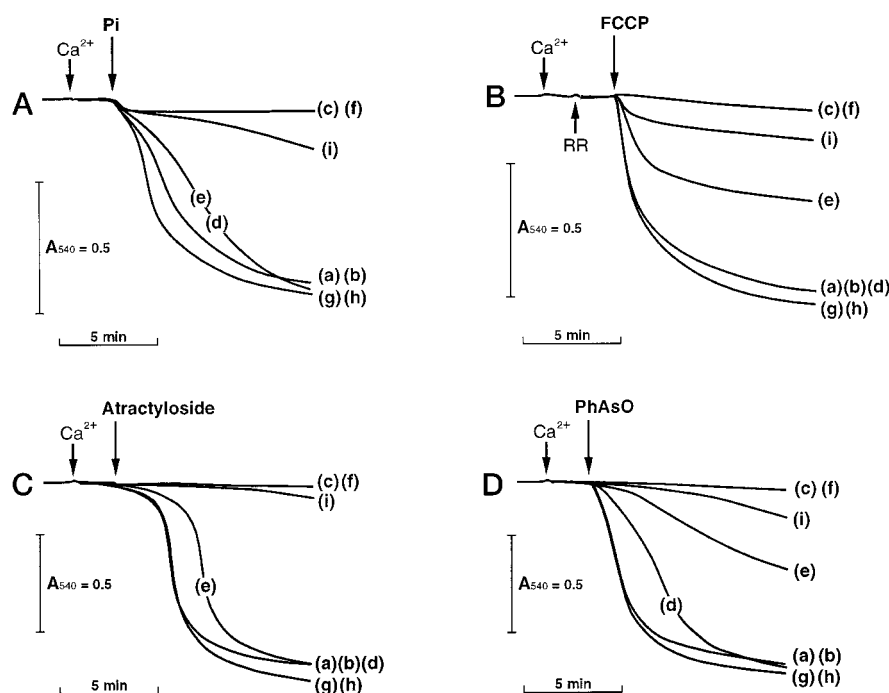 Pi
Ca2+
A
(c) (f)
(i)
(e)
(d)
A540 = 0.5
(a) (b)
(g) (h)
5 min
FCCP
Ca2+
B
(c) (f)
RR
(i)
(e)
A540 = 0.5
(a)(b)(d)
(g)(h)
5 min
Atractyloside
Ca2+
C
(c) (f)
(i)
A540 = 0.5
(e)
(a)(b)(d)
(g)(h)
5 min
PhAsO
Ca2+
D
(c) (f)
(i)
(e)
A540 = 0.5
(d)
(a) (b)
(g) (h)
5 min